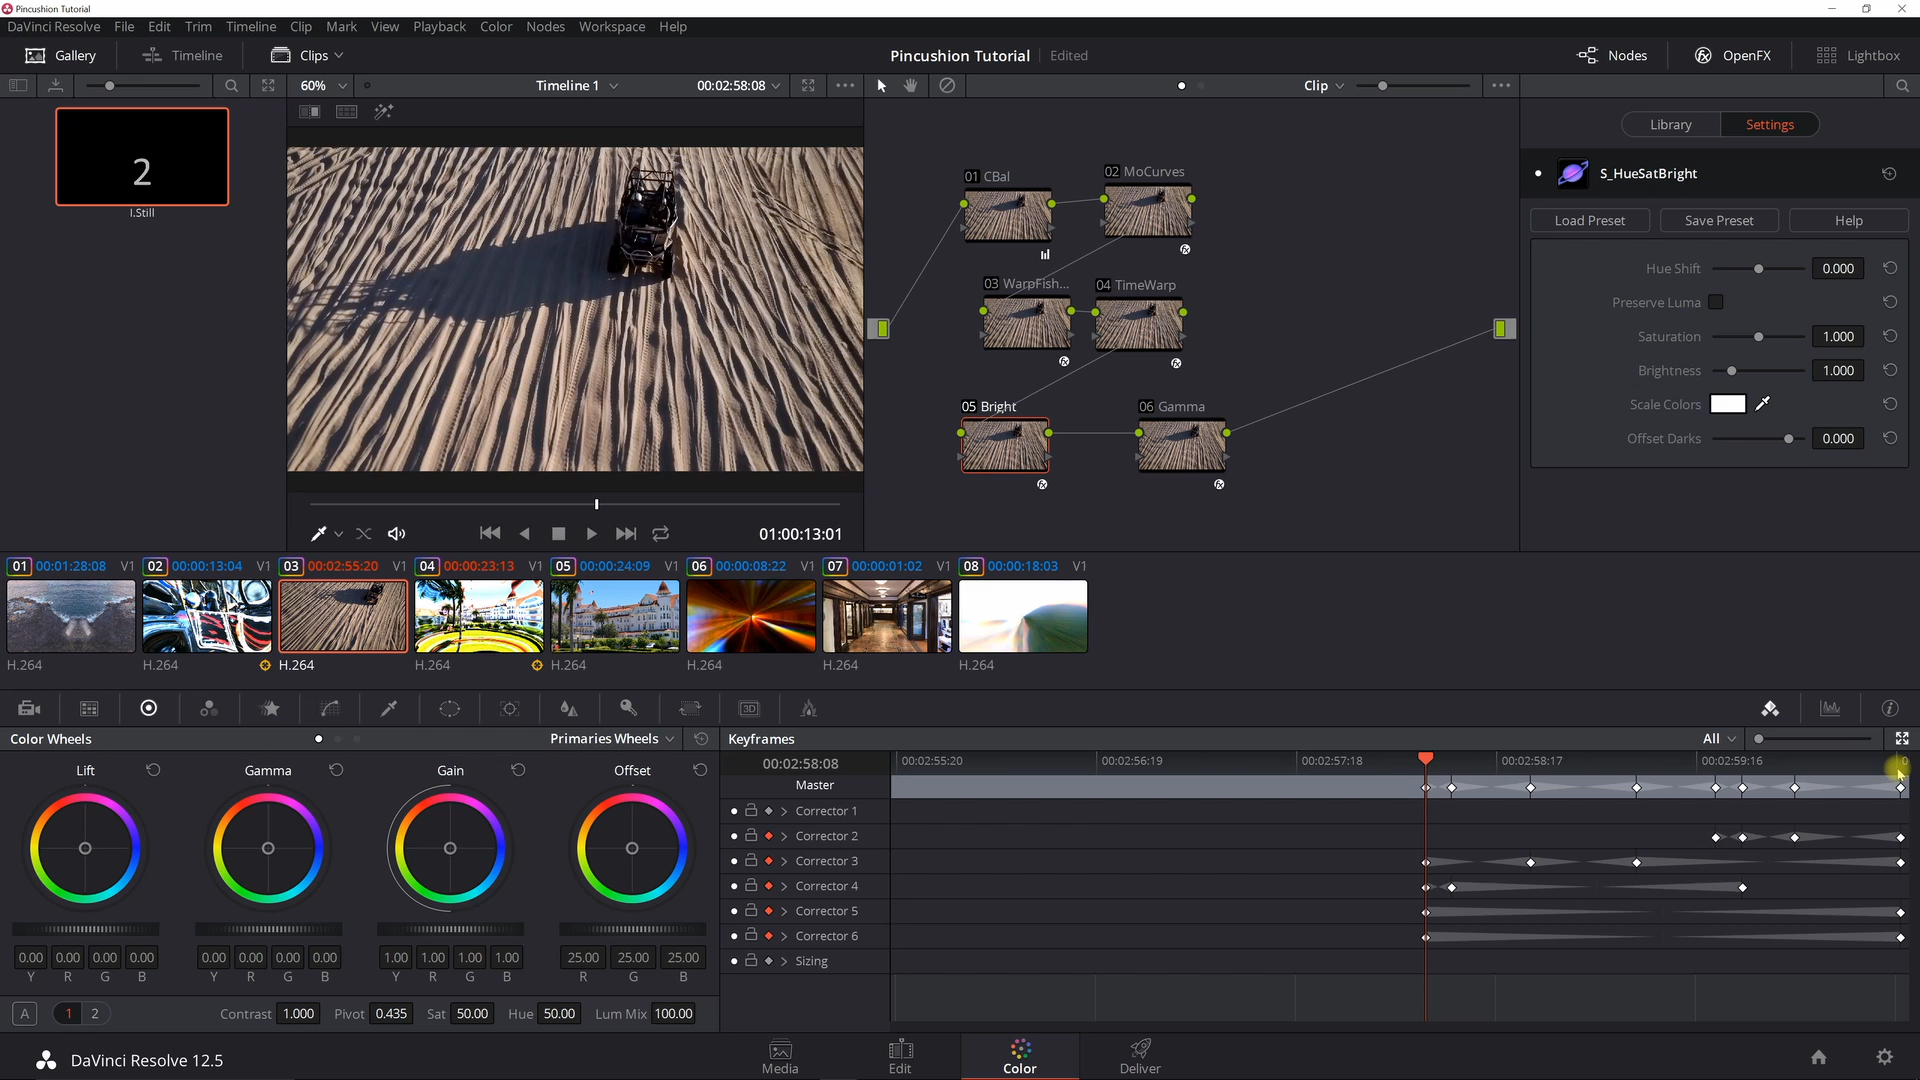 Pincushion Tutorial
DaVinci Resolve File Edit Trim Timeline Clip Mark View Playback Color Nodes Workspace Help
Gallery Timeline Clips Pincushion Tutorial Edited Nodes OpenFX Lightbox
60% Timeline 1 00:02:58:08 Clip
2
I.Still
01 CBal
02 MoCurves
03 WarpFish...
04 TimeWarp
05 Bright
06 Gamma
Library Settings
S_HueSatBright
Load Preset Save Preset Help
Hue Shift 0.000
Preserve Luma
Saturation 1.000
Brightness 1.000
Scale Colors
Offset Darks 0.000
01:00:13:01
01 00:01:28:08 V1 02 00:00:13:04 V1 03 00:02:55:20 V1 04 00:00:23:13 V1 05 00:00:24:09 V1 06 00:00:08:22 V1 07 00:00:01:02 V1 08 00:00:18:03 V1
H.264 H.264 H.264 H.264 H.264 H.264 H.264 H.264
3D
Color Wheels Primaries Wheels
Lift Gamma Gain Offset
0.00 0.00 0.00 0.00 0.00 0.00 0.00 0.00 1.00 1.00 1.00 1.00 25.00 25.00 25.00
Y R G B Y R G B Y R G B R G B
A 1 2 Contrast 1.000 Pivot 0.435 Sat 50.00 Hue 50.00 Lum Mix 100.00
Keyframes All
00:02:58:08 00:02:55:20 00:02:56:19 00:02:57:18 00:02:58:17 00:02:59:16 0
Master
Corrector 1
Corrector 2
Corrector 3
Corrector 4
Corrector 5
Corrector 6
Sizing
DaVinci Resolve 12.5 Media Edit Color Deliver